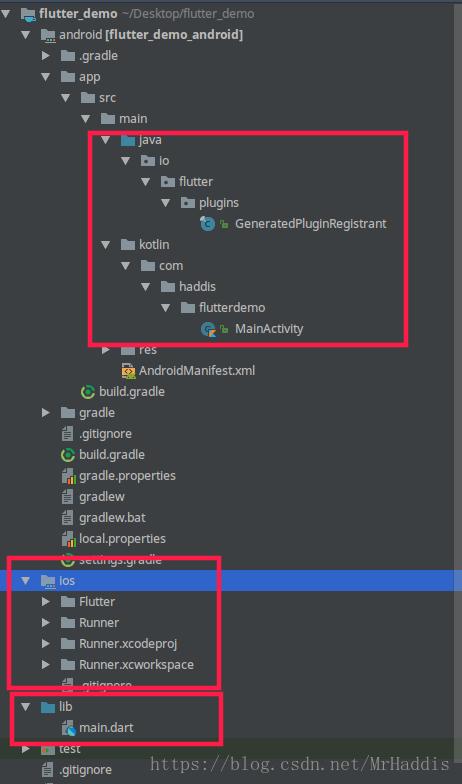 flutter_demo ~/Desktop/flutter_demo
android [flutter_demo_android]
.gradle
app
src
main
java
io
flutter
plugins
GeneratedPluginRegistrant
kotlin
com
haddis
flutterdemo
MainActivity
res
AndroidManifest.xml
build.gradle
gradle
.gitignore
build.gradle
gradle.properties
gradlew
gradlew.bat
local.properties
settings.gradle
ios
Flutter
Runner
Runner.xcodeproj
Runner.xcworkspace
.gitignore
lib
main.dart
test
https://blog.csdn.net/MrHaddis
.gitignore